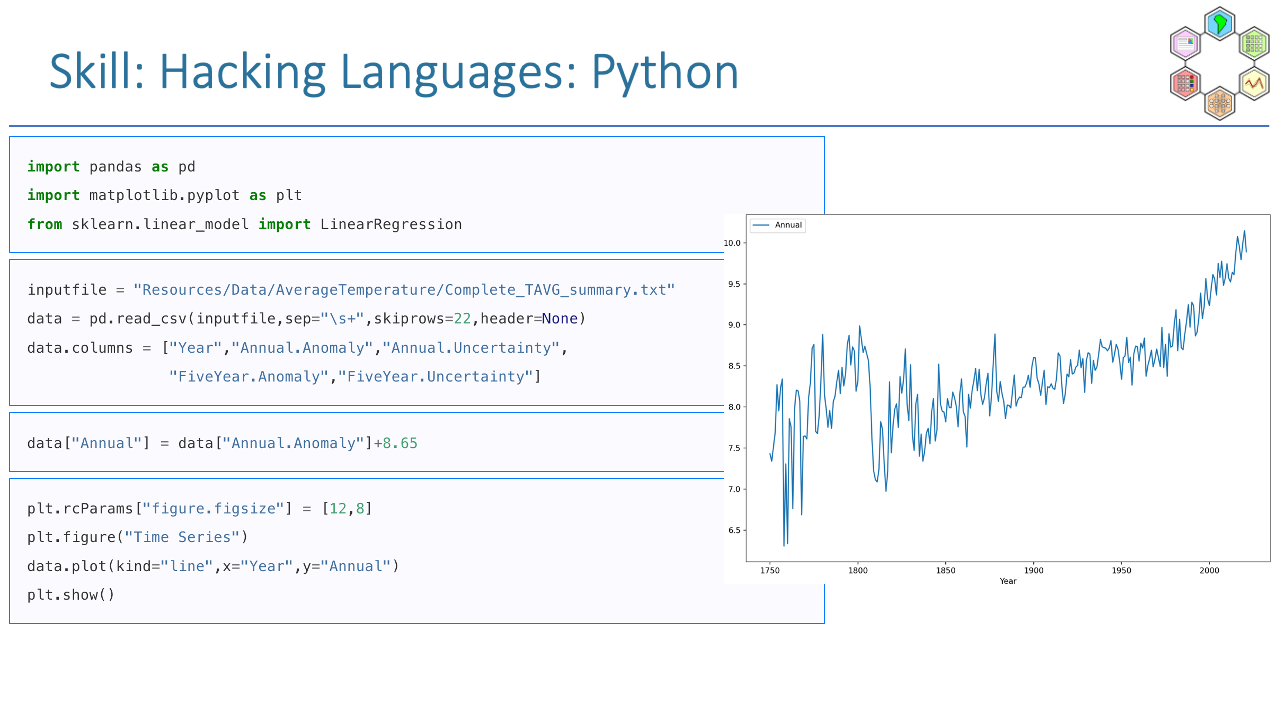 Skill: Hacking Languages: Python
import pandas as pd
import matplotlib.pyplot as plt
from sklearn.linear_model import LinearRegression
inputfile = "Resources/Data/AverageTemperature/Complete_TAVG_summary.txt"
data = pd.read_csv(inputfile,sep="\s+",skiprows=22,header=None)
data.columns = ["Year","Annual.Anomaly","Annual.Uncertainty",
"FiveYear.Anomaly","FiveYear.Uncertainty"]
data["Annual"] = data["Annual.Anomaly"]+8.65
plt.rcParams["figure.figsize"] = [12,8]
plt.figure("Time Series")
data.plot(kind="line",x="Year",y="Annual")
plt.show()
Annual
10.0
9.5
9.0
8.5
8.0
7.5
7.0
6.5
1750 1800 1850 1900 1950 2000
Year